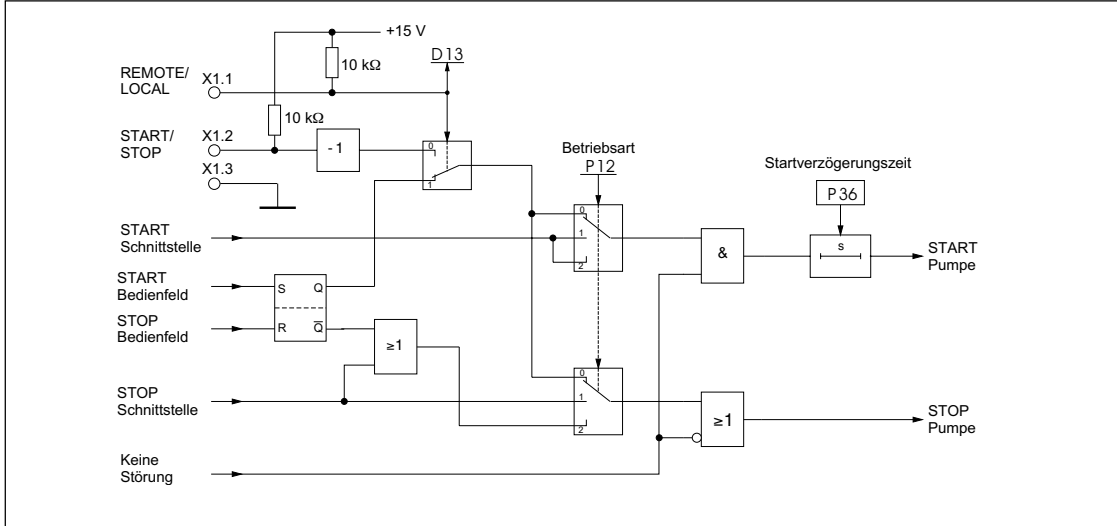 +15 V
D13
10 kΩ
REMOTE/
LOCAL
X1.1
10 kΩ
START/
STOP
X1.2
- 1
0
1
X1.3
Betriebsart
P12
Startverzögerungszeit
P36
START
Schnittstelle
0
1
2
&
s
START
Pumpe
START
Bedienfeld
S Q
STOP
Bedienfeld
R Q̅
≥1
STOP
Schnittstelle
0
1
2
≥1
STOP
Pumpe
Keine
Störung